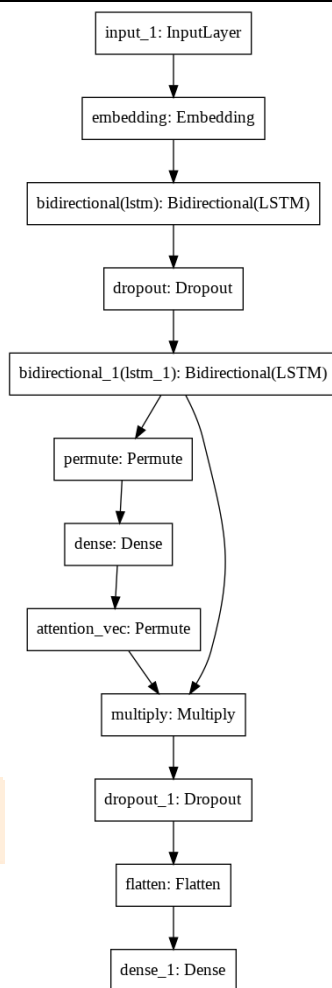 input_1: InputLayer
embedding: Embedding
bidirectional(lstm): Bidirectional(LSTM)
dropout: Dropout
bidirectional_1(lstm_1): Bidirectional(LSTM)
permute: Permute
dense: Dense
attention_vec: Permute
multiply: Multiply
dropout_1: Dropout
flatten: Flatten
dense_1: Dense